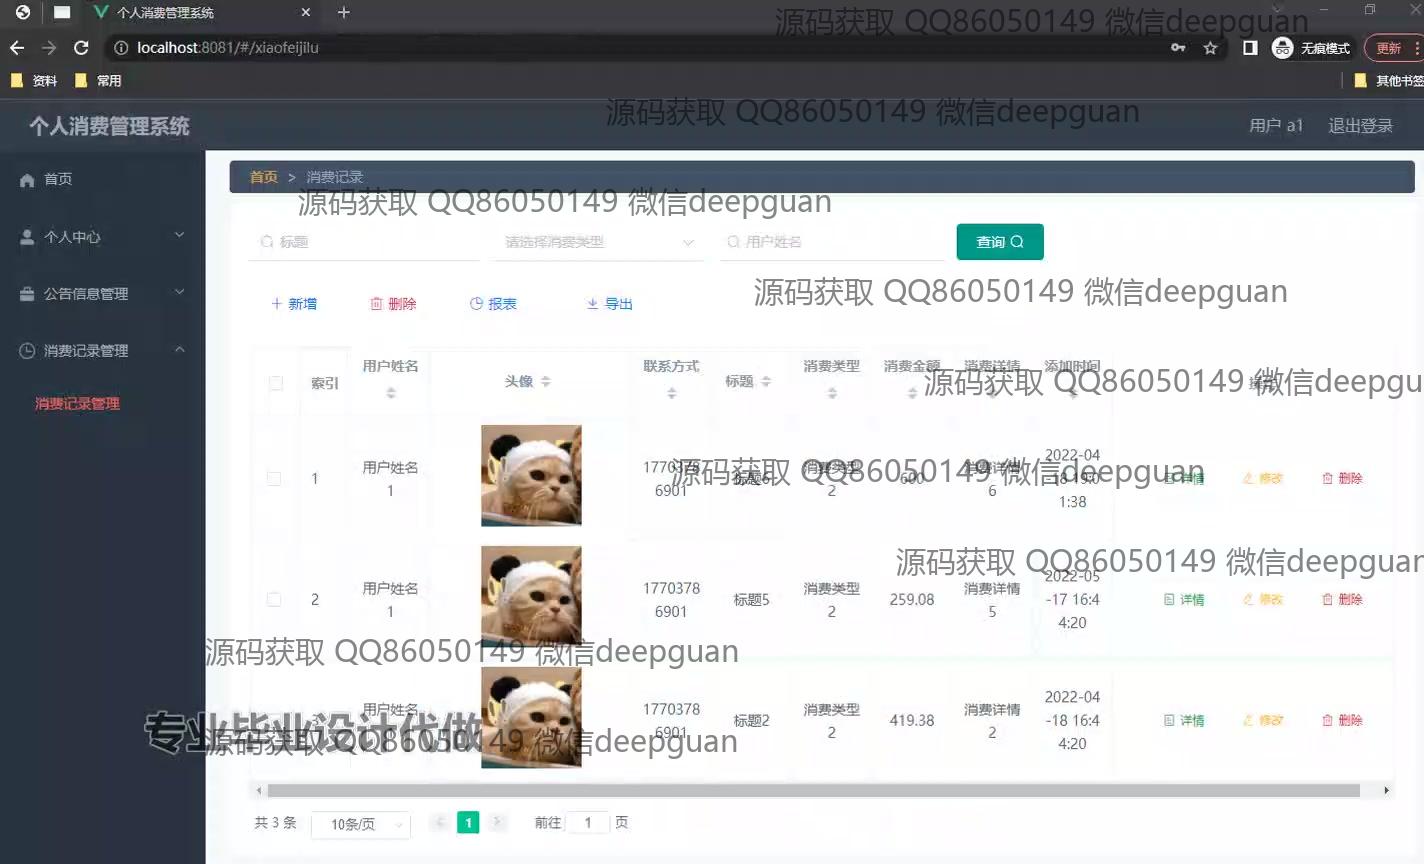 个人消费管理系统
源码获取 QQ86050149 微信deepguan
localhost:8081/#/xiaofeijilu
无痕模式
更新
资料
常用
其他书签
源码获取 QQ86050149 微信deepguan
个人消费管理系统
用户 a1
退出登录
首页
首页 > 消费记录
源码获取 QQ86050149 微信deepguan
个人中心
标题
请选择消费类型
用户姓名
查询
公告信息管理
新增
删除
报表
导出
源码获取 QQ86050149 微信deepguan
消费记录管理
消费记录管理
索引
用户姓名
头像
联系方式
标题
消费类型
消费金额
消费详情
添加时间
源码获取 QQ86050149 微信deepgu
1
用户姓名
1
1770378
6901
标题6
消费类型
2
600
消费详情
6
2022-04
-18 19:0
1:38
详情
修改
删除
源码获取 QQ86050149 微信deepguan
2
用户姓名
1
1770378
6901
标题5
消费类型
2
259.08
消费详情
5
2022-05
-17 16:4
4:20
详情
修改
删除
源码获取 QQ86050149 微信deepguan
源码获取 QQ86050149 微信deepguan
用户姓名
1770378
6901
标题2
消费类型
2
419.38
消费详情
2
2022-04
-18 16:4
4:20
详情
修改
删除
专业毕业设计代做
源码获取 QQ86050149 微信deepguan
共 3 条
10条/页
1
前往 1 页